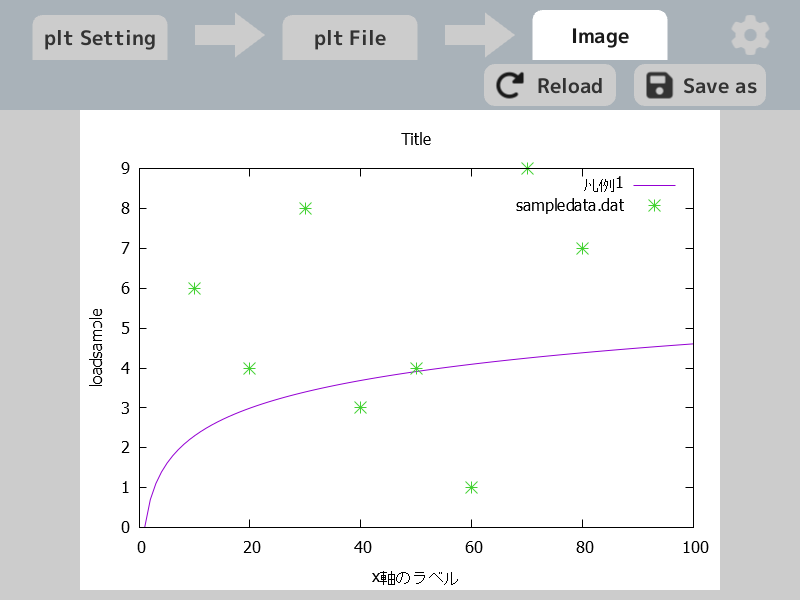 plt Setting
plt File
Image
Reload
Save as
Title
凡例1
sampledata.dat
9
8
7
6
5
4
3
2
1
0
loadsample
0 20 40 60 80 100
x軸のラベル